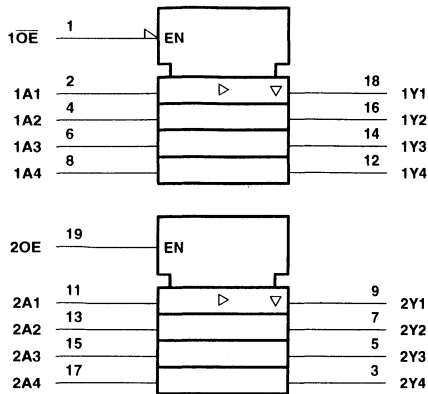 1O̅E̅ 1 EN
1A1 2 18 1Y1
1A2 4 16 1Y2
1A3 6 14 1Y3
1A4 8 12 1Y4
2OE 19 EN
2A1 11 9 2Y1
2A2 13 7 2Y2
2A3 15 5 2Y3
2A4 17 3 2Y4